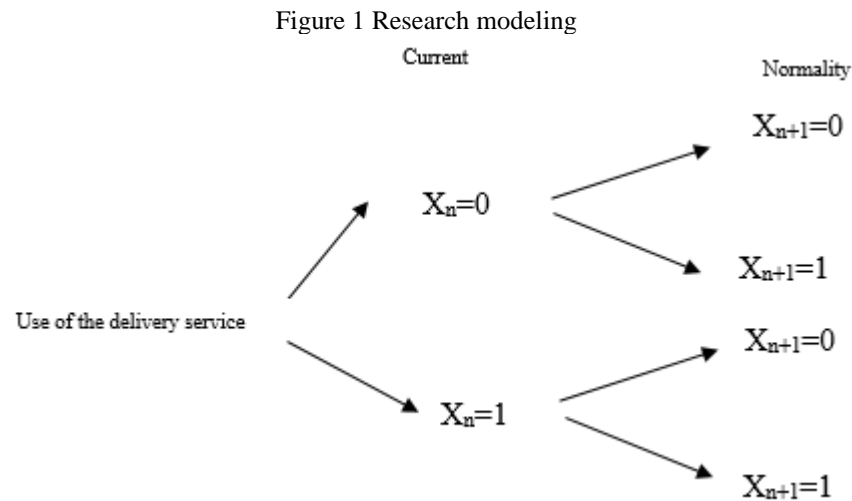 Figure 1 Research modeling
Current
Normality
Xₙ₊₁=0
Xₙ=0
Xₙ₊₁=1
Use of the delivery service
Xₙ₊₁=0
Xₙ=1
Xₙ₊₁=1